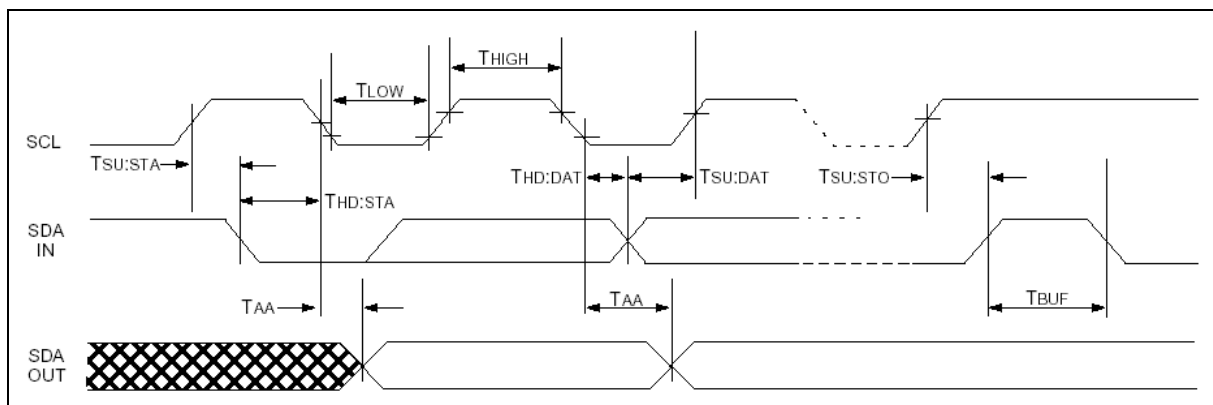 THIGH
TLOW
SCL
TSU:STA
THD:DAT
TSU:DAT
TSU:STO
THD:STA
SDA
IN
TAA
TAA
TBUF
SDA
OUT